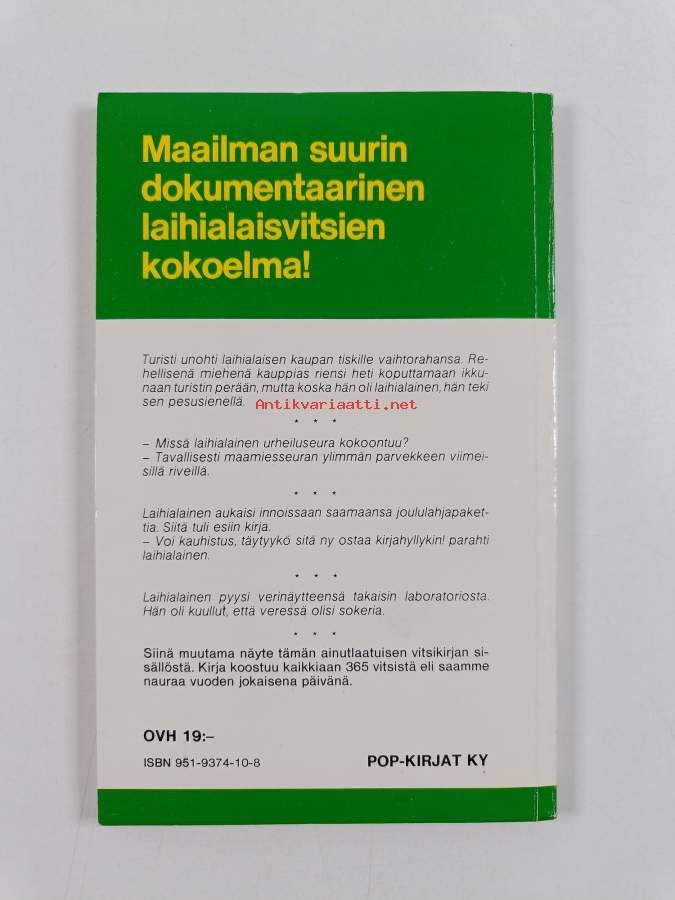 Maailman suurin
dokumentaarinen
laihialaisvitsien
kokoelma!
Turisti unohti laihialaisen kaupan tiskille vaihtorahansa. Re-
hellisenä miehenä kauppias riensi heti koputtamaan ikku-
naan turistin perään, mutta koska hän oli laihialainen, hän teki
sen pesusienellä.
Antikvariaatti.net
* * *
– Missä laihialainen urheiluseura kokoontuu?
– Tavallisesti maamiesseuran ylimmän parvekkeen viimei-
sillä riveillä.
* * *
Laihialainen aukaisi innoissaan saamaansa joululahjapaket-
tia. Siitä tuli esiin kirja.
– Voi kauhistus, täytyykö sitä ny ostaa kirjahyllykin! parahti
laihialainen.
* * *
Laihialainen pyysi verinäytteensä takaisin laboratoriosta.
Hän oli kuullut, että veressä olisi sokeria.
* * *
Siinä muutama näyte tämän ainutlaatuisen vitsikirjan si-
sällöstä. Kirja koostuu kaikkiaan 365 vitsistä eli saamme
nauraa vuoden jokaisena päivänä.
OVH 19:–
ISBN 951-9374-10-8
POP-KIRJAT KY